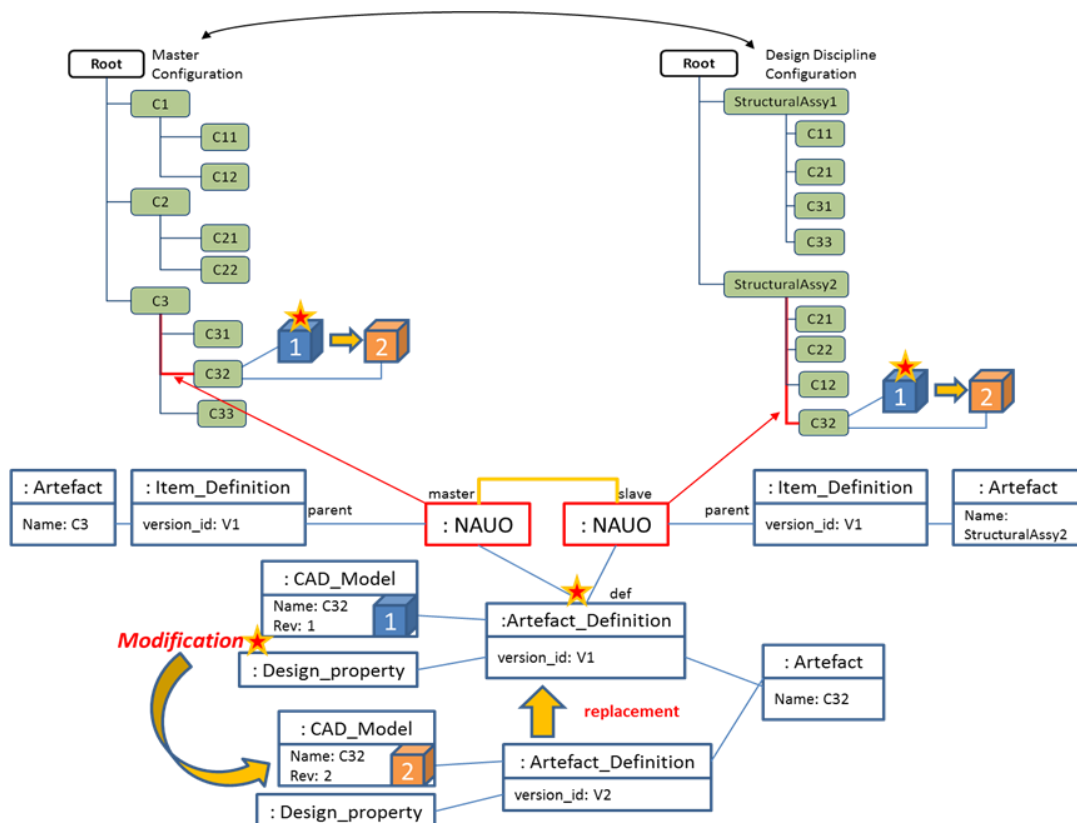 Root
Master
Configuration
C1
C11
C12
C2
C21
C22
C3
C31
C32
C33
1
2
Root
Design Discipline
Configuration
StructuralAssy1
C11
C21
C31
C33
StructuralAssy2
C21
C22
C12
C32
1
2
: Artefact
Name: C3
: Item_Definition
version_id: V1
parent
master
: NAUO
slave
: NAUO
parent
: Item_Definition
version_id: V1
: Artefact
Name:
StructuralAssy2
: CAD_Model
Name: C32
Rev: 1
1
def
:Artefact_Definition
version_id: V1
Modification
: Design_property
: Artefact
Name: C32
replacement
: CAD_Model
Name: C32
Rev: 2
2
: Artefact_Definition
version_id: V2
: Design_property